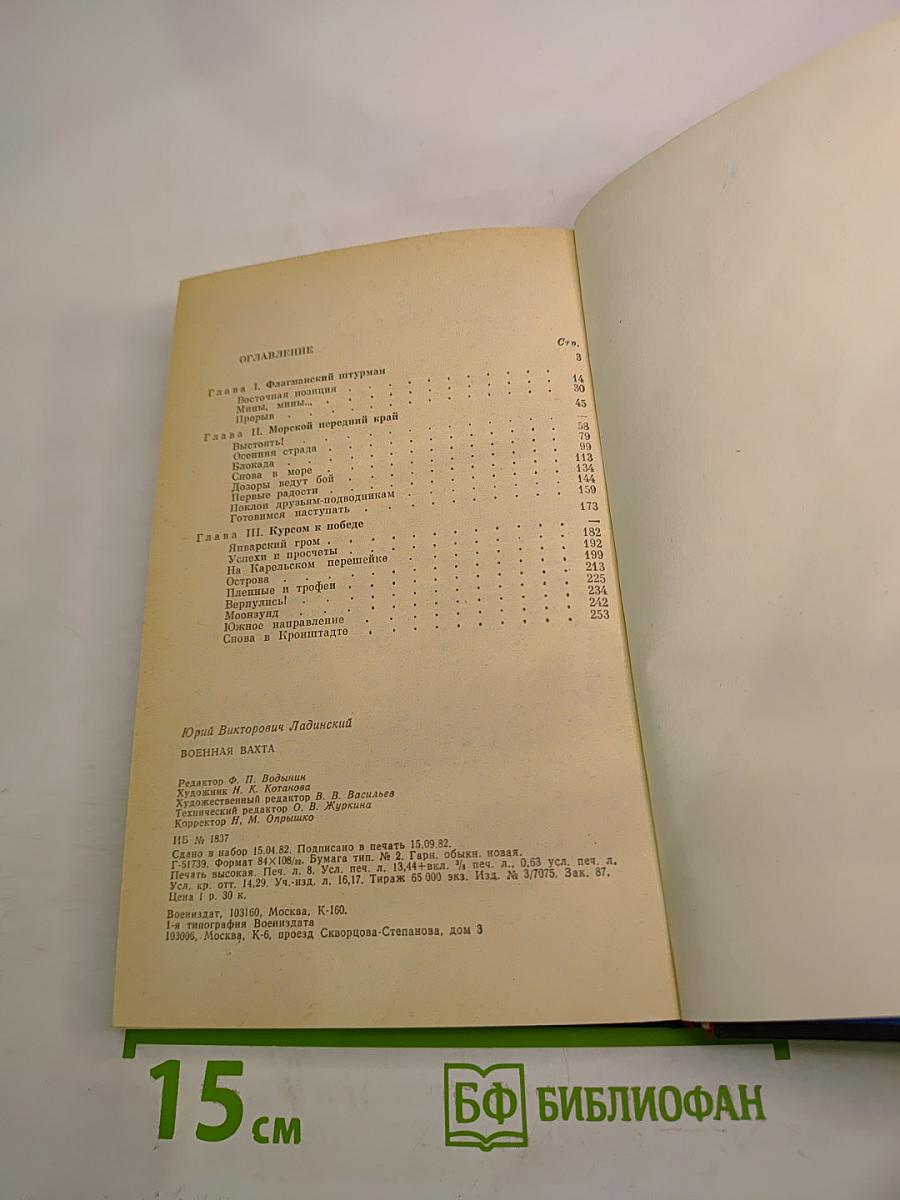 ОГЛАВЛЕНИЕ
Стр.
Глава I. Флагманский штурман . . . . . . . . 3
Восточная позиция . . . . . . . . —
Мины, мины... . . . . . . . . 14
Прорыв . . . . . . . . 30
Глава II. Морской передний край . . . . . . . . 45
Выстоять! . . . . . . . . —
Осенняя страда . . . . . . . . 58
Блокада . . . . . . . . 79
Снова в море . . . . . . . . 99
Дозоры ведут бой . . . . . . . . 113
Первые радости . . . . . . . . 134
Поклон друзьям-подводникам . . . . . . . . 144
Готовимся наступать . . . . . . . . 159
Глава III. Курсом к победе . . . . . . . . 173
Январский гром . . . . . . . . —
Успехи и просчеты . . . . . . . . 182
На Карельском перешейке . . . . . . . . 192
Острова . . . . . . . . 199
Пленные и трофеи . . . . . . . . 213
Вернулись! . . . . . . . . 225
Моонзунд . . . . . . . . 234
Южное направление . . . . . . . . 242
Снова в Кронштадте . . . . . . . . 253
Юрий Викторович Ладинский
ВОЕННАЯ ВАХТА
Редактор Ф. П. Водынин
Художник Н. К. Котанова
Художественный редактор В. В. Васильев
Технический редактор О. В. Журкина
Корректор Н, М. Опрышко
ИБ № 1837
Сдано в набор 15.04.82. Подписано в печать 15.09.82.
Г-51739. Формат 84×108/32. Бумага тип. № 2. Гарн. обыкн. новая.
Печать высокая. Печ. л. 8. Усл. печ. л. 13,44+вкл. 3/8 печ. л., 0,63 усл. печ. л.
Усл. кр. отт. 14,29. Уч.-изд. л. 16,17. Тираж 65 000 экз. Изд. № 3/7075. Зак. 87.
Цена 1 р. 30 к.
Воениздат, 103160, Москва, К-160.
1-я типография Воениздата
103006, Москва, К-6, проезд Скворцова-Степанова, дом 3
15 см
БФ БИБЛИОФАН